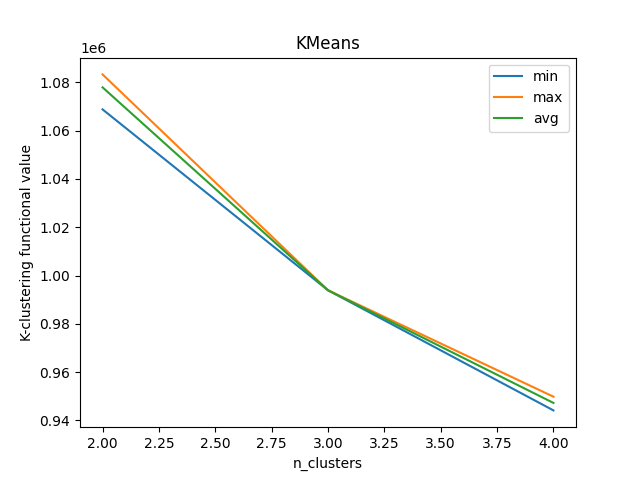 KMeans
1e6
min
max
avg
1.08
1.06
1.04
1.02
1.00
0.98
0.96
0.94
K-clustering functional value
2.00 2.25 2.50 2.75 3.00 3.25 3.50 3.75 4.00
n_clusters